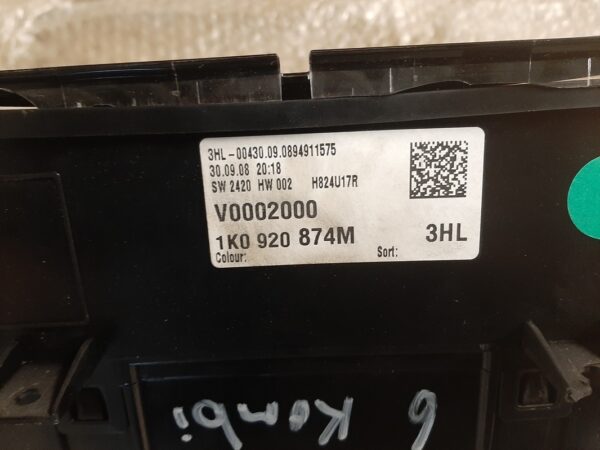 3HL-00430.09.0894911575
30.09.08 20:18
SW 2420 HW 002 H824U17R
V0002000
1K0 920 874M 3HL
Colour: Sort:
6 Kombi